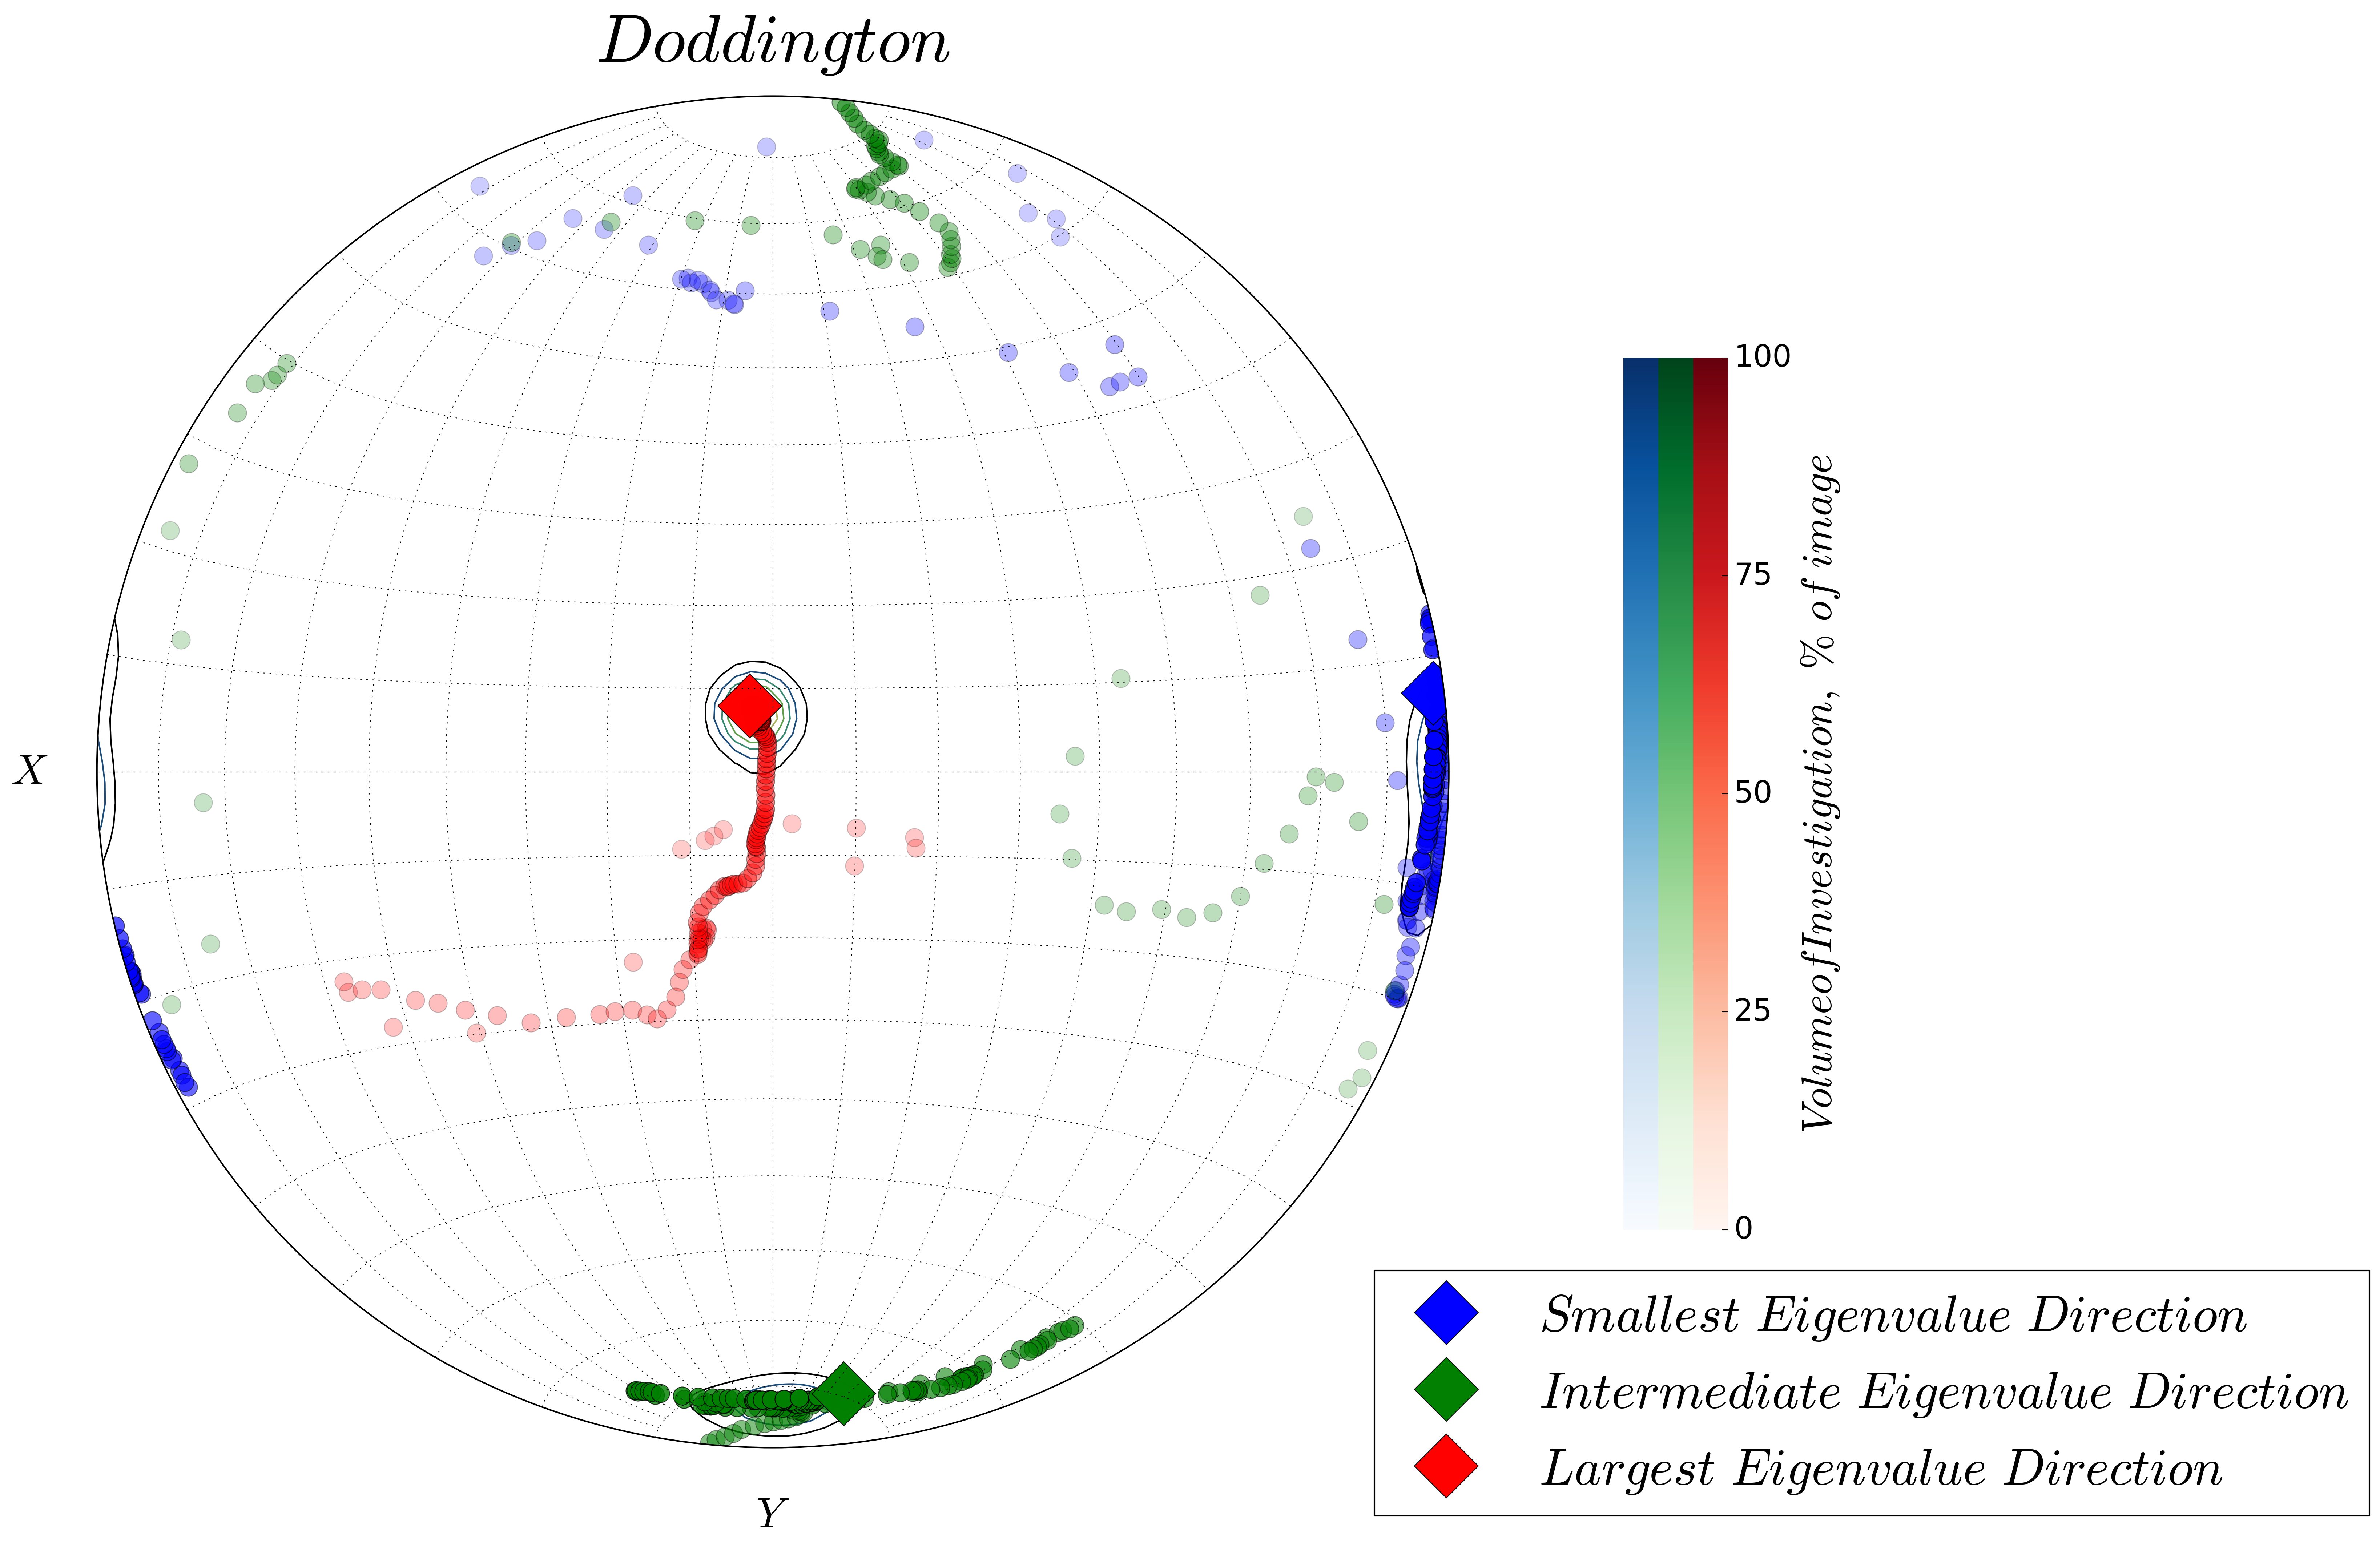 Doddington
X
Y
100
75
50
25
0
VolumeofInvestigation, % of image
Smallest Eigenvalue Direction
Intermediate Eigenvalue Direction
Largest Eigenvalue Direction